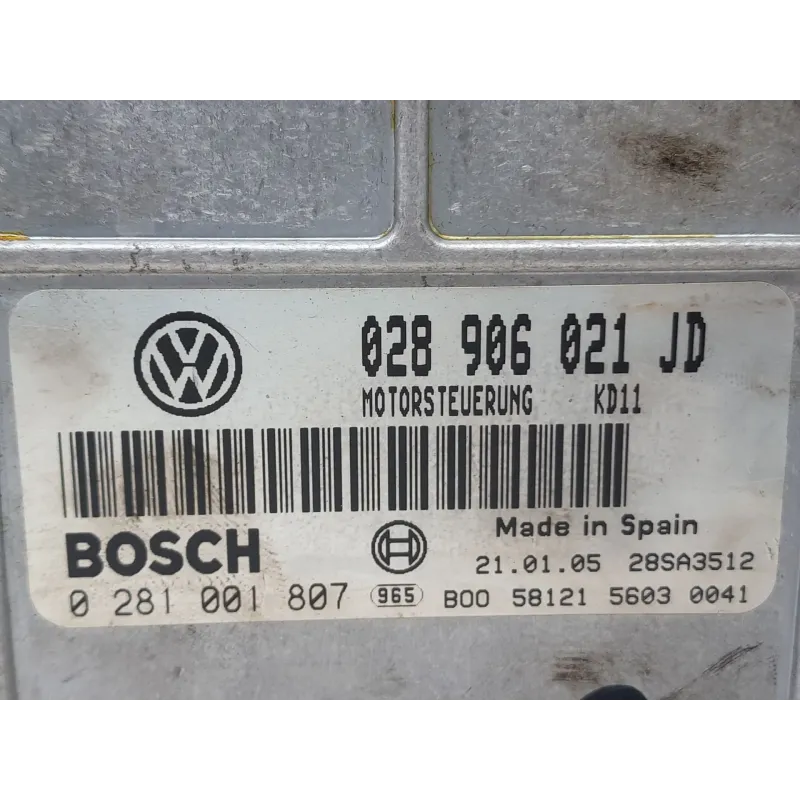 028 906 021 JD
MOTORSTEUERUNG KD11
BOSCH
Made in Spain
21.01.05 28SA3512
0 281 001 807 965 B00 58121 5603 0041